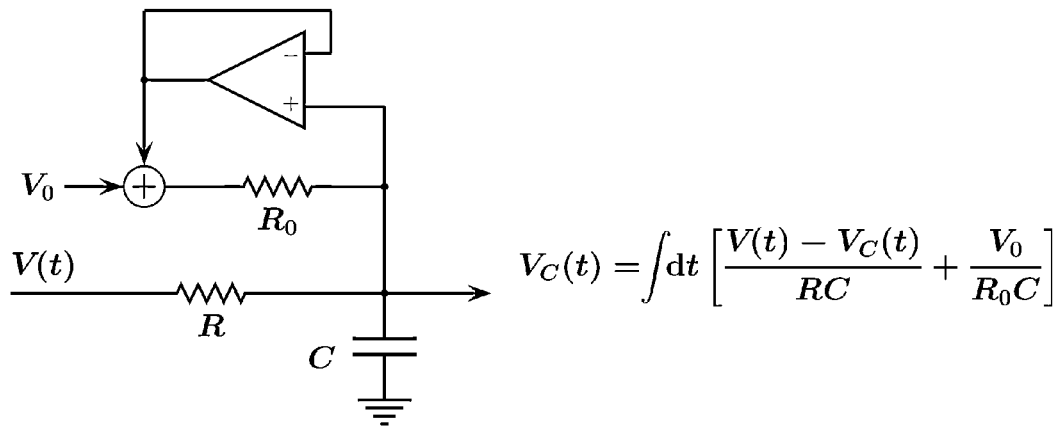 −
+
V₀
+
R₀
V(t)
R
C
V_C(t) = ∫dt [ (V(t) − V_C(t))/(RC) + V₀/(R₀C) ]